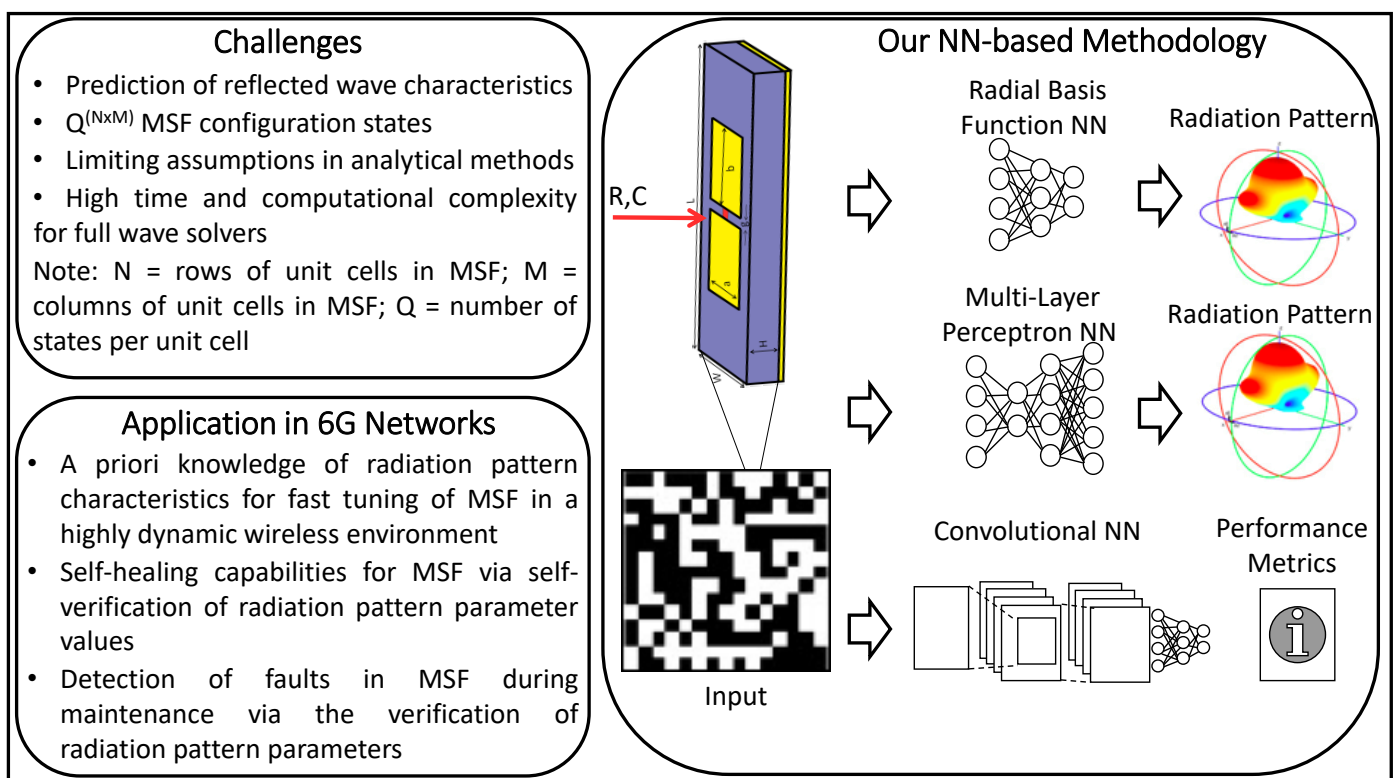 Challenges
• Prediction of reflected wave characteristics
• Q^(NxM) MSF configuration states
• Limiting assumptions in analytical methods
• High time and computational complexity
for full wave solvers
Note: N = rows of unit cells in MSF; M =
columns of unit cells in MSF; Q = number of
states per unit cell
Application in 6G Networks
• A priori knowledge of radiation pattern
characteristics for fast tuning of MSF in a
highly dynamic wireless environment
• Self-healing capabilities for MSF via self-
verification of radiation pattern parameter
values
• Detection of faults in MSF during
maintenance via the verification of
radiation pattern parameters
Our NN-based Methodology
R,C
L
b
g
a
H
W
Input
Radial Basis
Function NN
Radiation Pattern
Multi-Layer
Perceptron NN
Radiation Pattern
Convolutional NN
Performance
Metrics
i